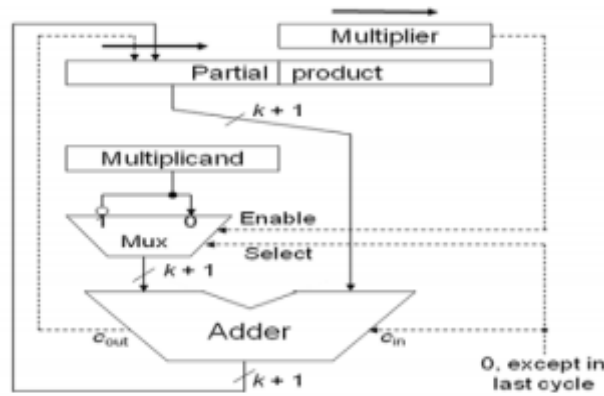 Multiplier
Partial product
k + 1
Multiplicand
1 0
Enable
Mux
Select
k + 1
Adder
cout
cin
k + 1
0, except in
last cycle